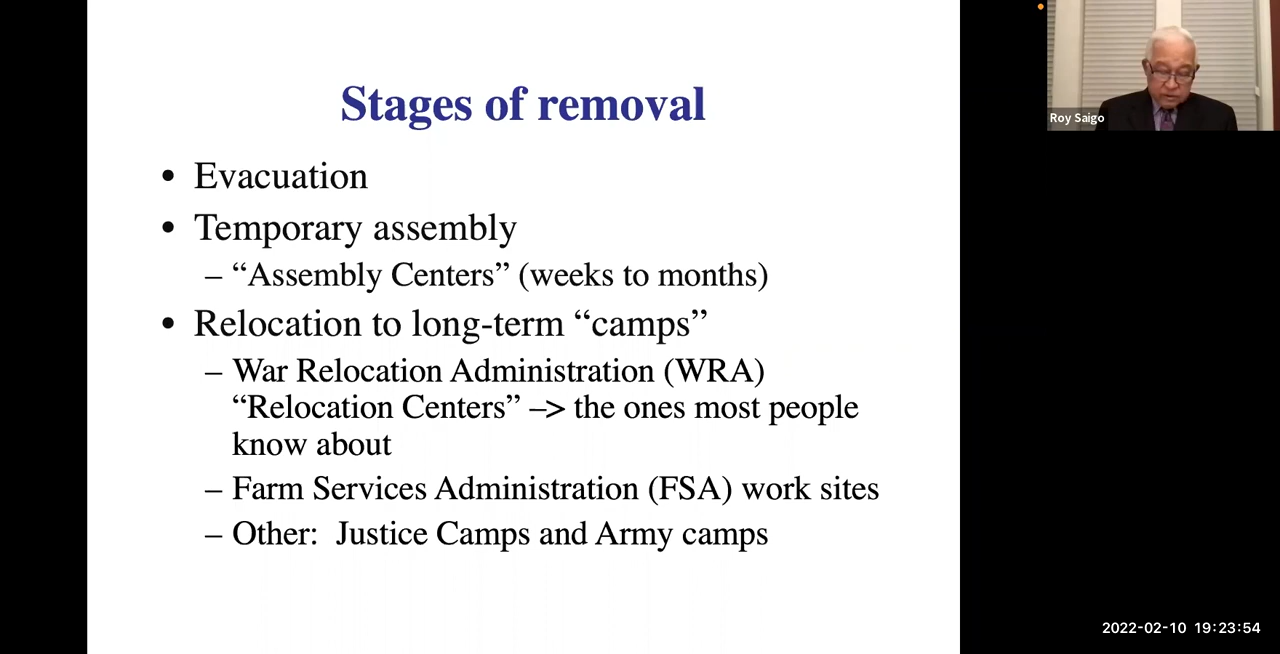 Stages of removal
• Evacuation
• Temporary assembly
– “Assembly Centers” (weeks to months)
• Relocation to long-term “camps”
– War Relocation Administration (WRA)
“Relocation Centers” –> the ones most people
know about
– Farm Services Administration (FSA) work sites
– Other:  Justice Camps and Army camps
Roy Saigo
2022-02-10 19:23:54